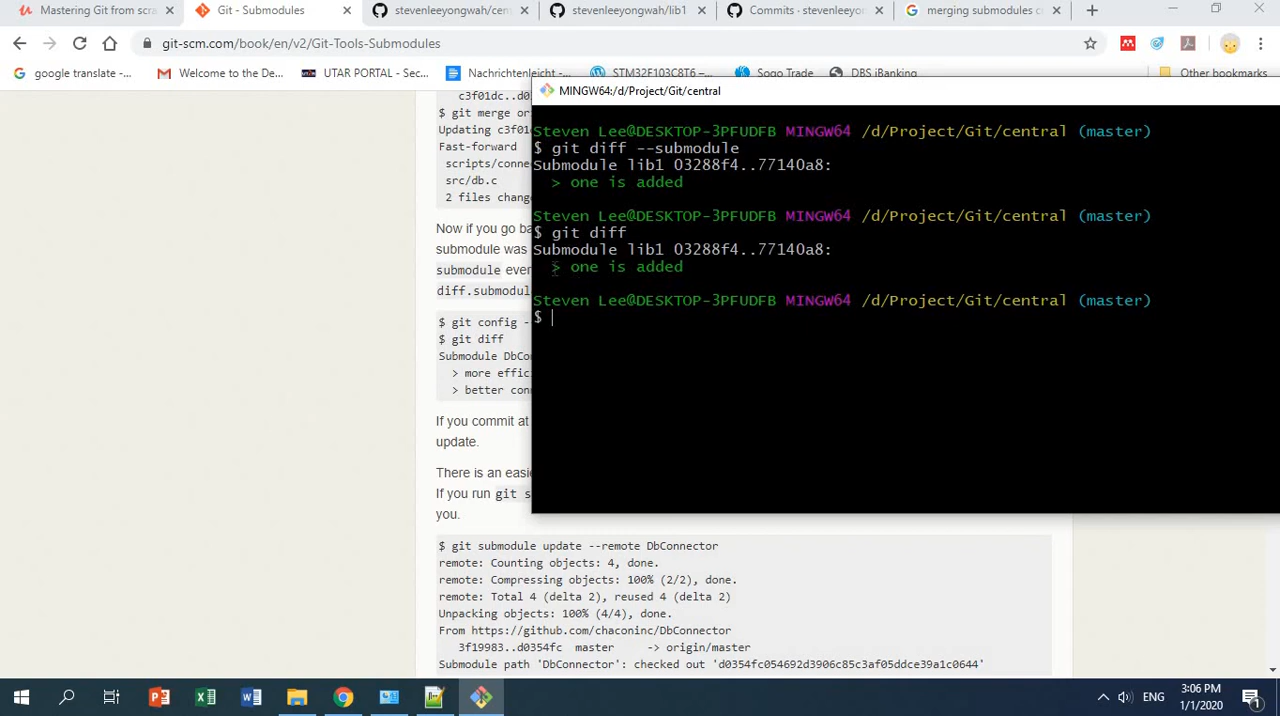 Mastering Git from scra
Git - Submodules
stevenleeyongwah/cen
stevenleeyongwah/lib1
Commits · stevenleeyon
merging submodules c
git-scm.com/book/en/v2/Git-Tools-Submodules
google translate -...
Welcome to the De...
UTAR PORTAL - Sec...
Nachrichtenleicht -...
STM32F103C8T6 –...
Sogo Trade
DBS iBanking
Other bookmarks
c3f01dc..d0
$ git merge or
Updating c3f01
Fast-forward
scripts/conne
src/db.c
2 files chang
Now if you go ba
submodule was
submodule ever
diff.submodul
$ git config -
$ git diff
Submodule DbCon
> more effic
> better con
If you commit at
update.
There is an easie
If you run git s
you.
$ git submodule update --remote DbConnector
remote: Counting objects: 4, done.
remote: Compressing objects: 100% (2/2), done.
remote: Total 4 (delta 2), reused 4 (delta 2)
Unpacking objects: 100% (4/4), done.
From https://github.com/chaconinc/DbConnector
3f19983..d0354fc master -> origin/master
Submodule path 'DbConnector': checked out 'd0354fc054692d3906c85c3af05ddce39a1c0644'
MINGW64:/d/Project/Git/central
Steven Lee@DESKTOP-3PFUDFB MINGW64 /d/Project/Git/central (master)
$ git diff --submodule
Submodule lib1 03288f4..77140a8:
> one is added
Steven Lee@DESKTOP-3PFUDFB MINGW64 /d/Project/Git/central (master)
$ git diff
Submodule lib1 03288f4..77140a8:
> one is added
Steven Lee@DESKTOP-3PFUDFB MINGW64 /d/Project/Git/central (master)
$
ENG
3:06 PM
1/1/2020